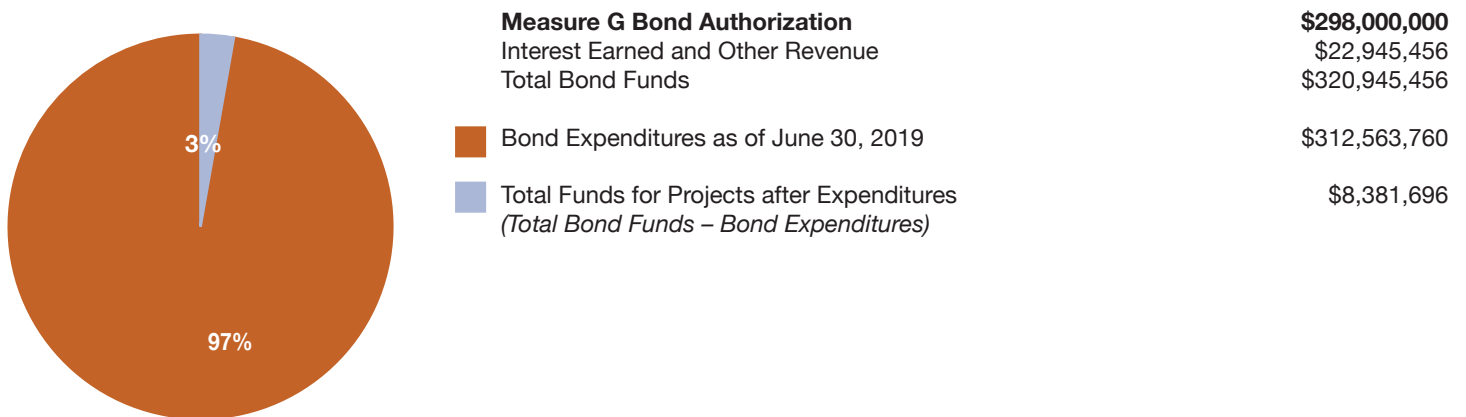 Measure G Bond Authorization $298,000,000
Interest Earned and Other Revenue $22,945,456
Total Bond Funds $320,945,456
3%
Bond Expenditures as of June 30, 2019 $312,563,760
Total Funds for Projects after Expenditures $8,381,696
(Total Bond Funds – Bond Expenditures)
97%